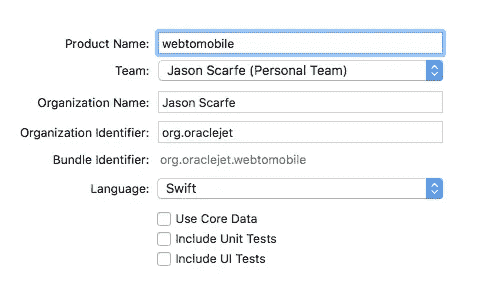 Product Name: webtomobile
Team: Jason Scarfe (Personal Team)
Organization Name: Jason Scarfe
Organization Identifier: org.oraclejet
Bundle Identifier: org.oraclejet.webtomobile
Language: Swift
Use Core Data
Include Unit Tests
Include UI Tests